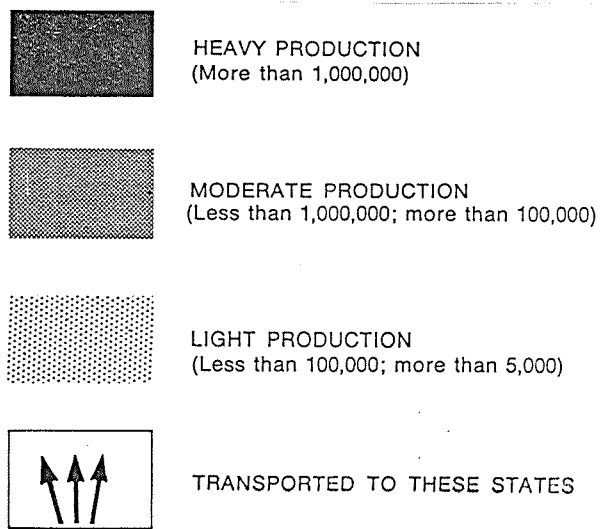 HEAVY PRODUCTION
(More than 1,000,000)
MODERATE PRODUCTION
(Less than 1,000,000; more than 100,000)
LIGHT PRODUCTION
(Less than 100,000; more than 5,000)
TRANSPORTED TO THESE STATES